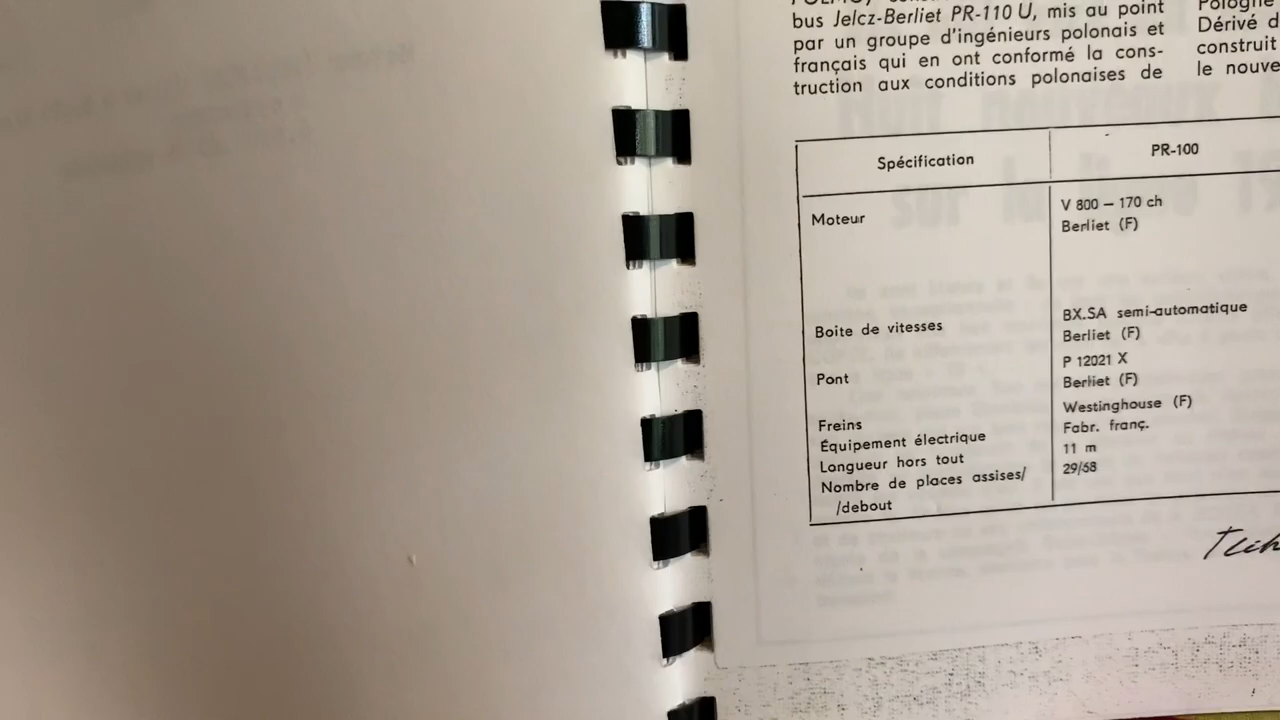 bus Jelcz-Berliet PR-110 U, mis au point
par un groupe d'ingénieurs polonais et
français qui en ont conformé la cons-
truction aux conditions polonaises de
Pologne
Dérivé d
construit
le nouve
Spécification PR-100
Moteur V 800 – 170 ch
Berliet (F)
Boite de vitesses BX.SA semi-automatique
Berliet (F)
Pont P 12021 X
Berliet (F)
Freins Westinghouse (F)
Équipement électrique Fabr. franç.
Longueur hors tout 11 m
Nombre de places assises/ 29/68
/debout